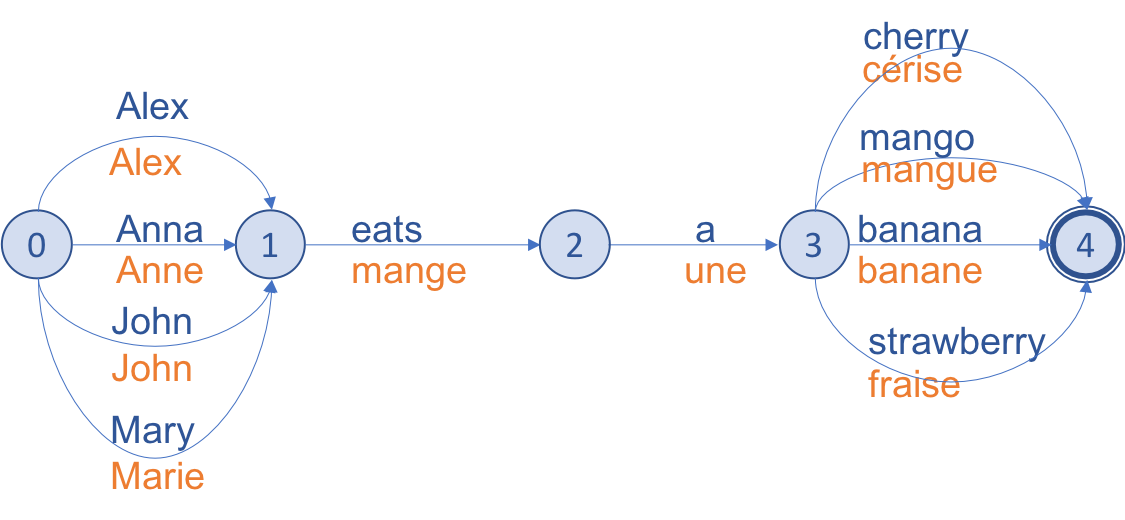 cherry
cérise
Alex
Alex
mango
mangue
0
Anna
Anne
1
eats
mange
2
a
une
3
banana
banane
4
John
John
strawberry
fraise
Mary
Marie